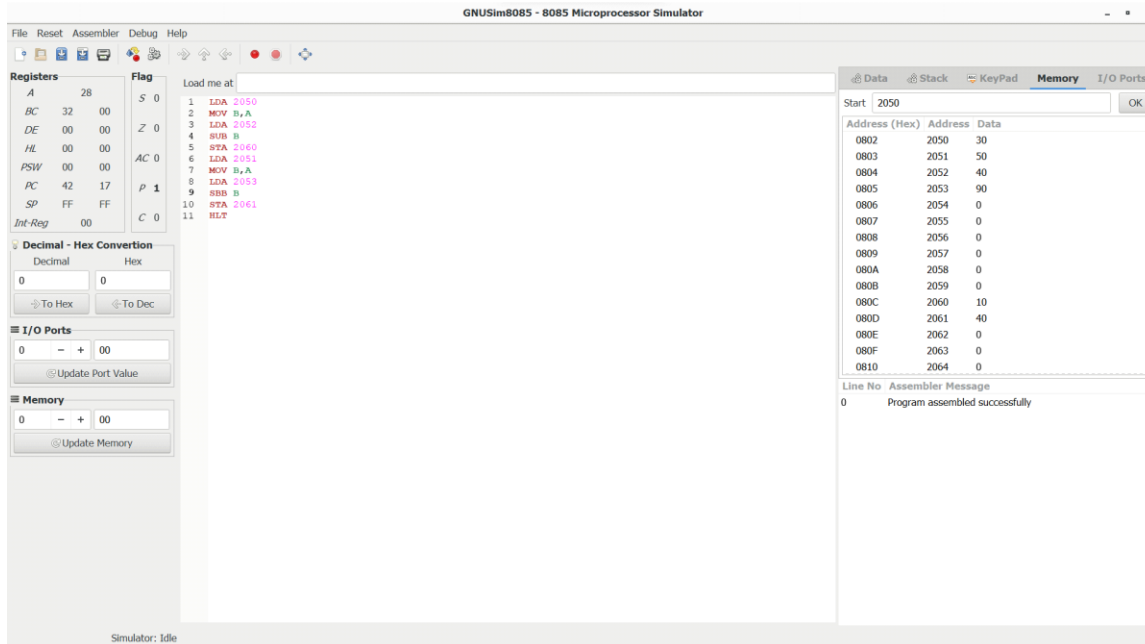 GNUSim8085 - 8085 Microprocessor Simulator
File Reset Assembler Debug Help
Registers
A 28
BC 32 00
DE 00 00
HL 00 00
PSW 00 00
PC 42 17
SP FF FF
Int-Reg 00
Flag
S 0
Z 0
AC 0
P 1
C 0
Decimal - Hex Convertion
Decimal Hex
0 0
To Hex To Dec
I/O Ports
0 - + 00
Update Port Value
Memory
0 - + 00
Update Memory
Load me at
1 LDA 2050
2 MOV B,A
3 LDA 2052
4 SUB B
5 STA 2060
6 LDA 2051
7 MOV B,A
8 LDA 2053
9 SBB B
10 STA 2061
11 HLT
Data Stack KeyPad Memory I/O Ports
Start 2050 OK
Address (Hex) Address Data
0802 2050 30
0803 2051 50
0804 2052 40
0805 2053 90
0806 2054 0
0807 2055 0
0808 2056 0
0809 2057 0
080A 2058 0
080B 2059 0
080C 2060 10
080D 2061 40
080E 2062 0
080F 2063 0
0810 2064 0
Line No Assembler Message
0 Program assembled successfully
Simulator: Idle